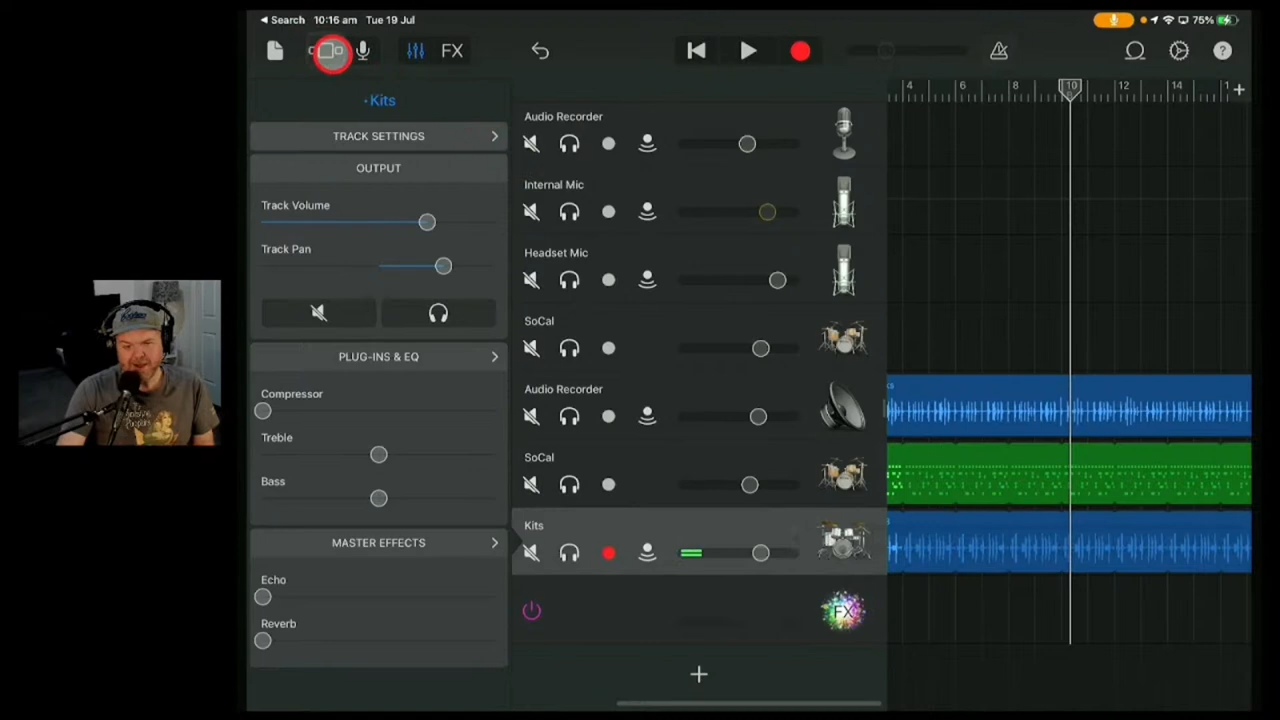 Search 10:16 am Tue 19 Jul 75%
FX
?
4 6 8 10 12 14 1
Kits
TRACK SETTINGS
OUTPUT
Track Volume
Track Pan
PLUG-INS & EQ
Compressor
Treble
Bass
MASTER EFFECTS
Echo
Reverb
Audio Recorder
Internal Mic
Headset Mic
SoCal
Audio Recorder
SoCal
Kits
FX